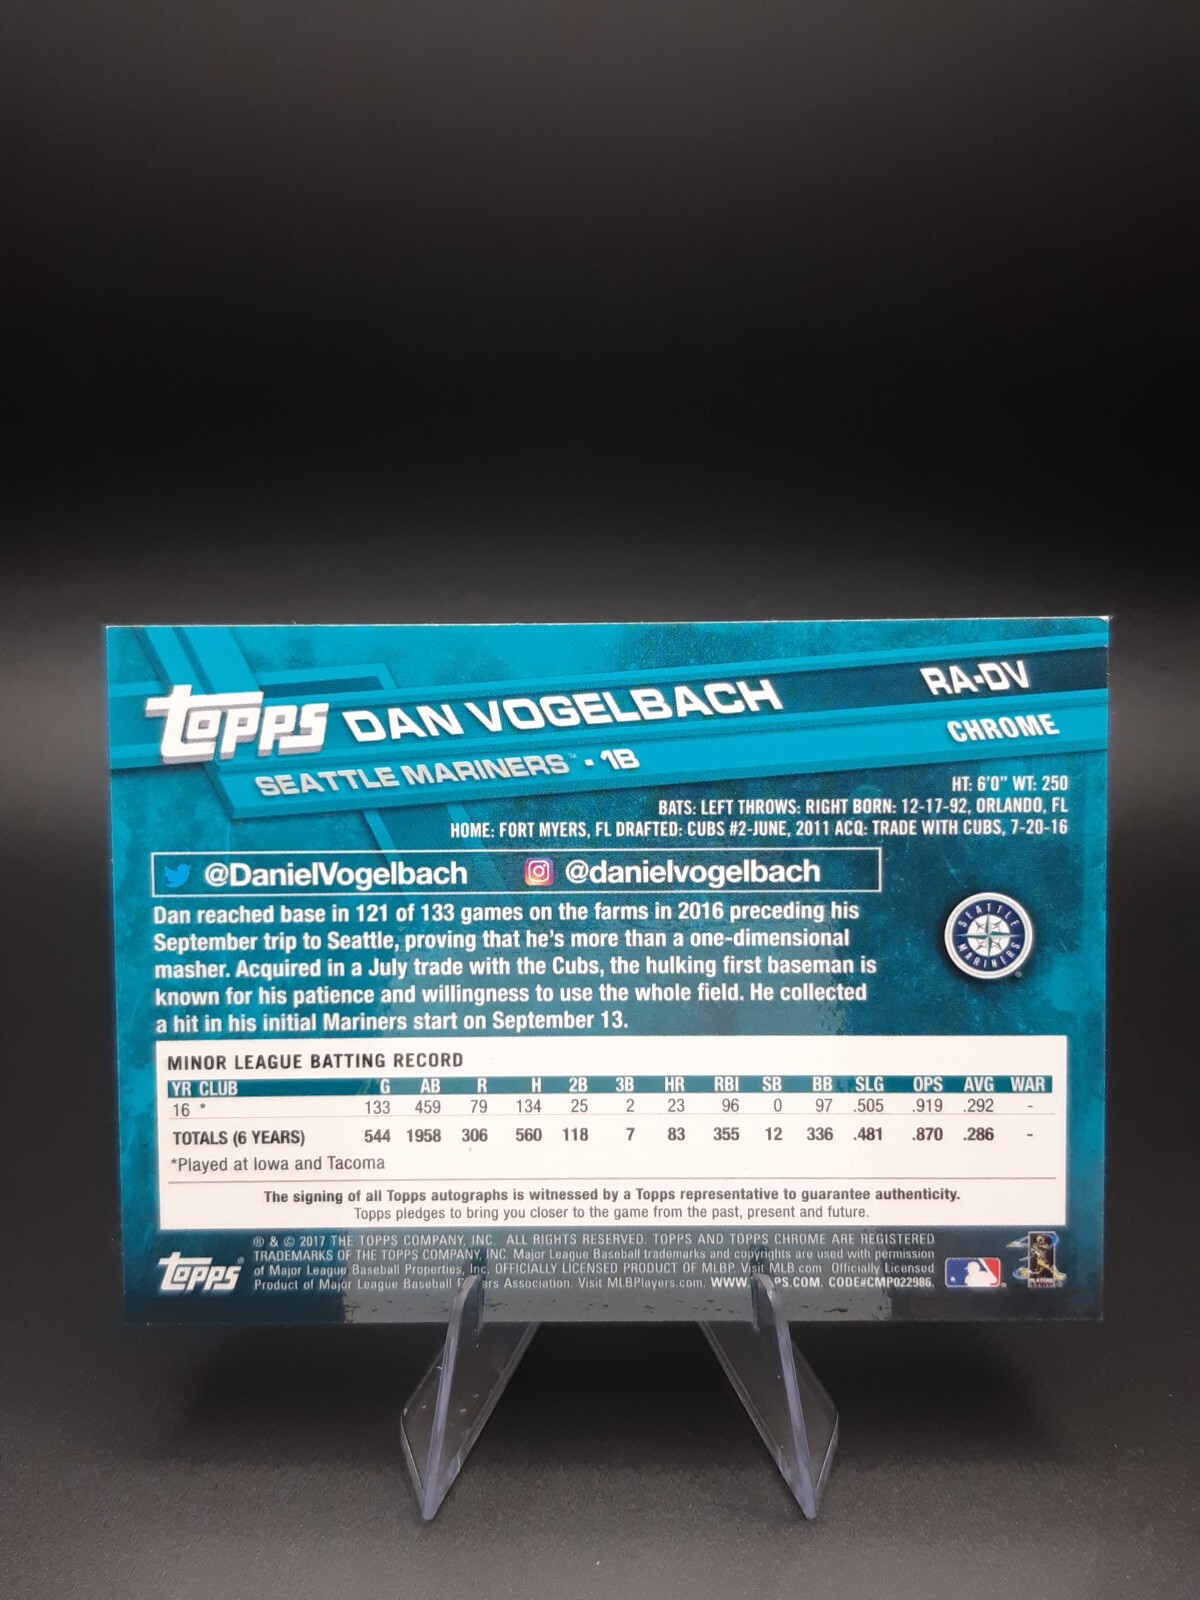 topps DAN VOGELBACH RA-DV
SEATTLE MARINERS™ - 1B CHROME
HT: 6'0" WT: 250
BATS: LEFT THROWS: RIGHT BORN: 12-17-92, ORLANDO, FL
HOME: FORT MYERS, FL DRAFTED: CUBS #2-JUNE, 2011 ACQ: TRADE WITH CUBS, 7-20-16
@DanielVogelbach @danielvogelbach
Dan reached base in 121 of 133 games on the farms in 2016 preceding his
September trip to Seattle, proving that he's more than a one-dimensional
masher. Acquired in a July trade with the Cubs, the hulking first baseman is
known for his patience and willingness to use the whole field. He collected
a hit in his initial Mariners start on September 13.
SEATTLE MARINERS ®
MINOR LEAGUE BATTING RECORD
YR CLUB G AB R H 2B 3B HR RBI SB BB SLG OPS AVG WAR
16 * 133 459 79 134 25 2 23 96 0 97 .505 .919 .292 -
TOTALS (6 YEARS) 544 1958 306 560 118 7 83 355 12 336 .481 .870 .286 -
*Played at Iowa and Tacoma
The signing of all Topps autographs is witnessed by a Topps representative to guarantee authenticity.
Topps pledges to bring you closer to the game from the past, present and future.
topps®
® & © 2017 THE TOPPS COMPANY, INC. ALL RIGHTS RESERVED. TOPPS AND TOPPS CHROME ARE REGISTERED
TRADEMARKS OF THE TOPPS COMPANY, INC. Major League Baseball trademarks and copyrights are used with permission
of Major League Baseball Properties, Inc. OFFICIALLY LICENSED PRODUCT OF MLBP. Visit MLB.com Officially Licensed
Product of Major League Baseball Association. Visit MLBPlayers.com. WWW. PS.COM. CODE#CMP022986.